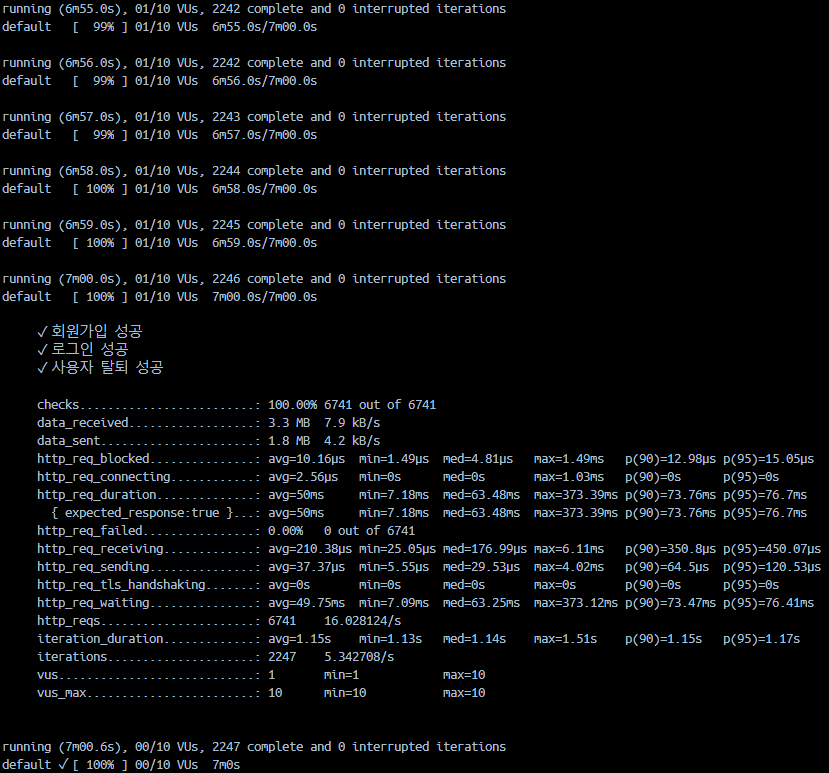 running (6m55.0s), 01/10 VUs, 2242 complete and 0 interrupted iterations
default   [  99% ] 01/10 VUs  6m55.0s/7m00.0s
running (6m56.0s), 01/10 VUs, 2242 complete and 0 interrupted iterations
default   [  99% ] 01/10 VUs  6m56.0s/7m00.0s
running (6m57.0s), 01/10 VUs, 2243 complete and 0 interrupted iterations
default   [  99% ] 01/10 VUs  6m57.0s/7m00.0s
running (6m58.0s), 01/10 VUs, 2244 complete and 0 interrupted iterations
default   [ 100% ] 01/10 VUs  6m58.0s/7m00.0s
running (6m59.0s), 01/10 VUs, 2245 complete and 0 interrupted iterations
default   [ 100% ] 01/10 VUs  6m59.0s/7m00.0s
running (7m00.0s), 01/10 VUs, 2246 complete and 0 interrupted iterations
default   [ 100% ] 01/10 VUs  7m00.0s/7m00.0s
✓ 회원가입 성공
✓ 로그인 성공
✓ 사용자 탈퇴 성공
checks.........................: 100.00% 6741 out of 6741
data_received..................: 3.3 MB  7.9 kB/s
data_sent......................: 1.8 MB  4.2 kB/s
http_req_blocked...............: avg=10.16µs  min=1.49µs  med=4.81µs   max=1.49ms   p(90)=12.98µs p(95)=15.05µs
http_req_connecting............: avg=2.56µs   min=0s      med=0s       max=1.03ms   p(90)=0s      p(95)=0s
http_req_duration..............: avg=50ms     min=7.18ms  med=63.48ms  max=373.39ms p(90)=73.76ms p(95)=76.7ms
{ expected_response:true }...: avg=50ms     min=7.18ms  med=63.48ms  max=373.39ms p(90)=73.76ms p(95)=76.7ms
http_req_failed................: 0.00%   0 out of 6741
http_req_receiving.............: avg=210.38µs min=25.05µs med=176.99µs max=6.11ms   p(90)=350.8µs p(95)=450.07µs
http_req_sending...............: avg=37.37µs  min=5.55µs  med=29.53µs  max=4.02ms   p(90)=64.5µs  p(95)=120.53µs
http_req_tls_handshaking.......: avg=0s       min=0s      med=0s       max=0s       p(90)=0s      p(95)=0s
http_req_waiting...............: avg=49.75ms  min=7.09ms  med=63.25ms  max=373.12ms p(90)=73.47ms p(95)=76.41ms
http_reqs......................: 6741    16.028124/s
iteration_duration.............: avg=1.15s    min=1.13s   med=1.14s    max=1.51s    p(90)=1.15s   p(95)=1.17s
iterations.....................: 2247    5.342708/s
vus............................: 1       min=1            max=10
vus_max........................: 10      min=10           max=10
running (7m00.6s), 00/10 VUs, 2247 complete and 0 interrupted iterations
default ✓ [ 100% ] 00/10 VUs  7m0s